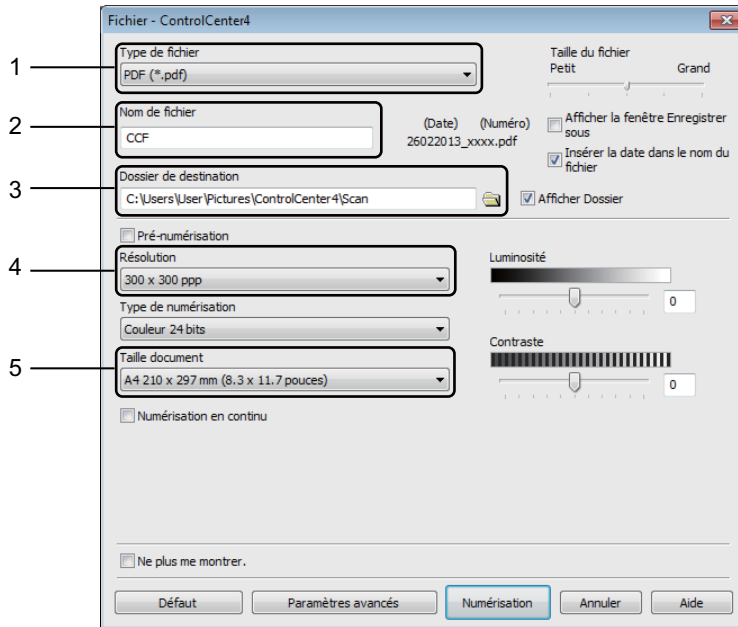 Fichier - ControlCenter4
1
Type de fichier
PDF (*.pdf)
Taille du fichier
Petit Grand
2
Nom de fichier
CCF
(Date) (Numéro)
26022013_xxxx.pdf
Afficher la fenêtre Enregistrer
sous
Insérer la date dans le nom du
fichier
3
Dossier de destination
C:\Users\User\Pictures\ControlCenter4\Scan
Afficher Dossier
Pré-numérisation
4
Résolution
300 x 300 ppp
Luminosité
0
Type de numérisation
Couleur 24 bits
Contraste
0
5
Taille document
A4 210 x 297 mm (8.3 x 11.7 pouces)
Numérisation en continu
Ne plus me montrer.
Défaut Paramètres avancés Numérisation Annuler Aide